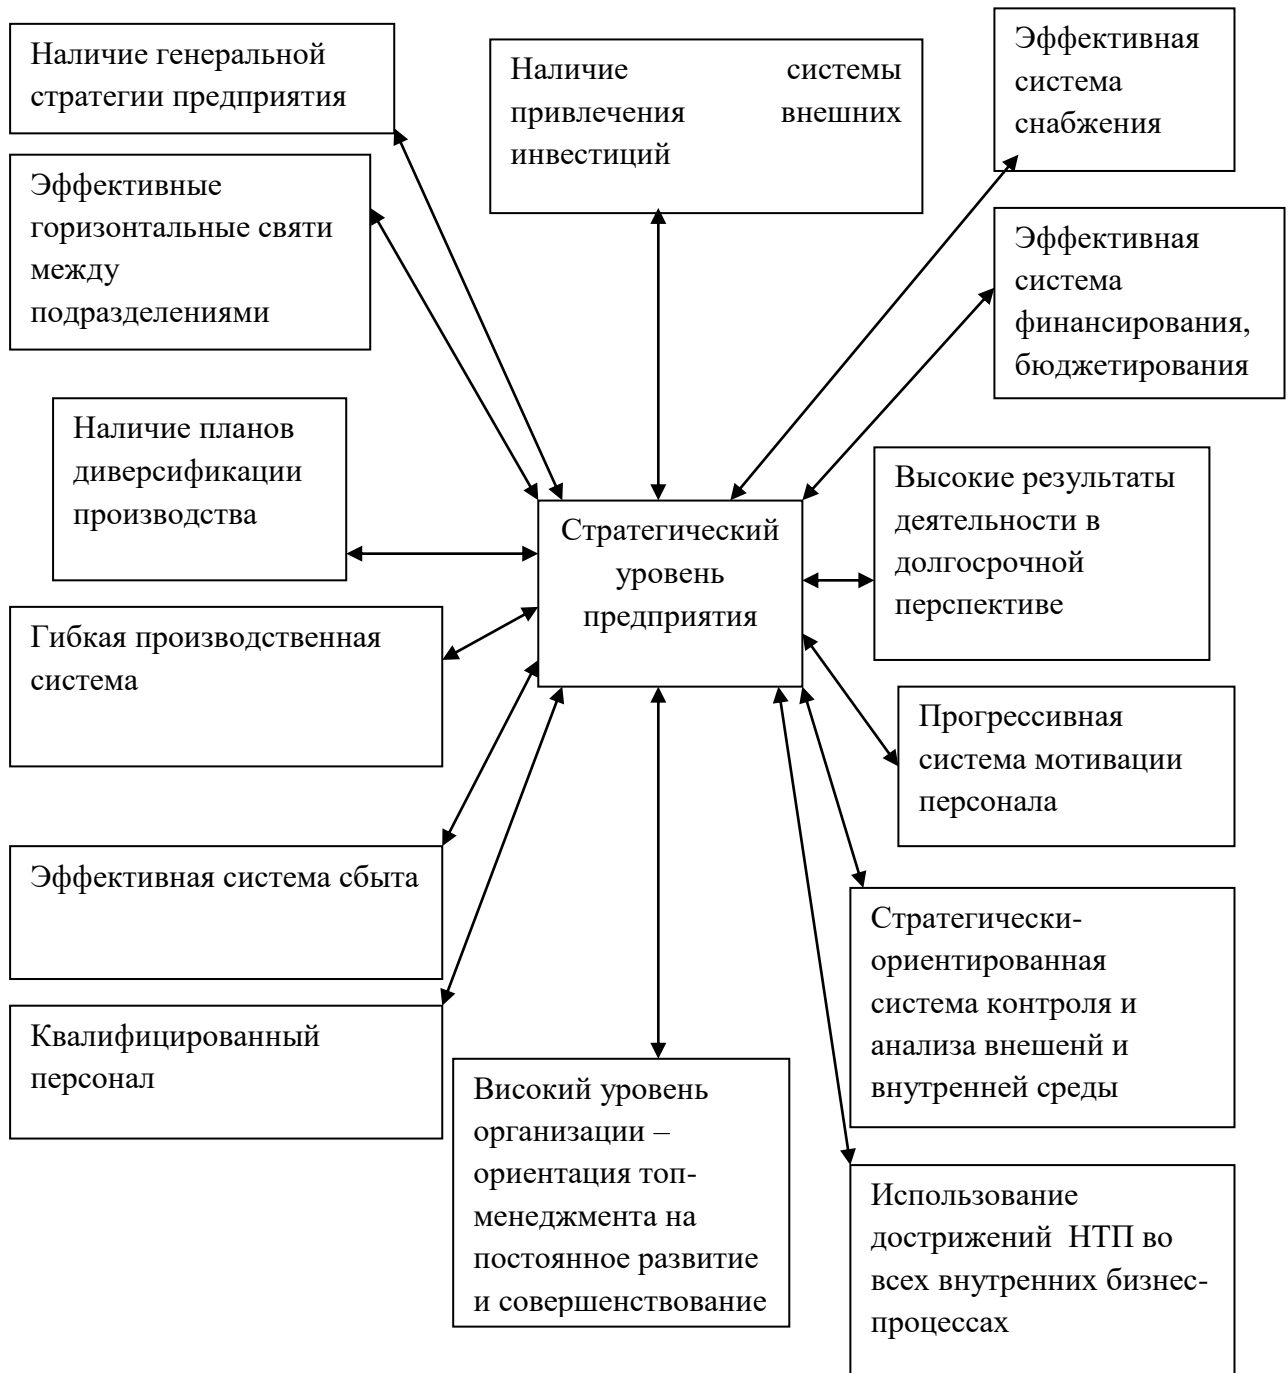 Наличие генеральной
стратегии предприятия
Наличие системы
привлечения внешних
инвестиций
Эффективная
система
снабжения
Эффективные
горизонтальные святи
между
подразделениями
Эффективная
система
финансирования,
бюджетирования
Наличие планов
диверсификации
производства
Высокие результаты
деятельности в
долгосрочной
перспективе
Стратегический
уровень
предприятия
Гибкая производственная
система
Прогрессивная
система мотивации
персонала
Эффективная система сбыта
Стратегически-
ориентированная
система контроля и
анализа внешенй и
внутренней среды
Квалифицированный
персонал
Високий уровень
организации –
ориентация топ-
менеджмента на
постоянное развитие
и совершенствование
Использование
дострижений НТП во
всех внутренних бизнес-
процессах